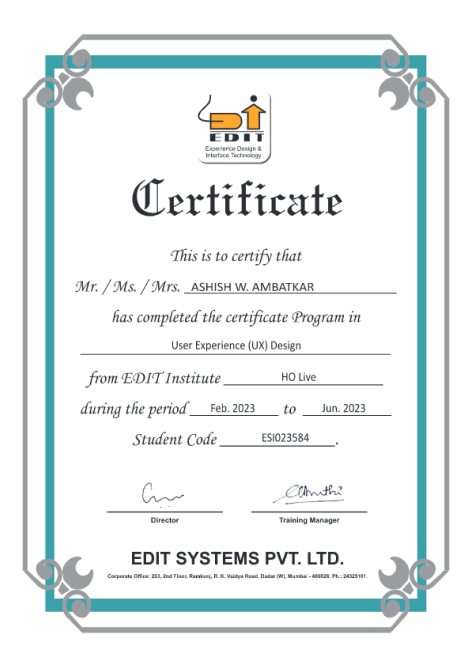 EDIT
Experience Design &
Interface Technology
Certificate
This is to certify that
Mr. / Ms. / Mrs. ASHISH W. AMBATKAR
has completed the certificate Program in
User Experience (UX) Design
from EDIT Institute HO Live
during the period Feb. 2023 to Jun. 2023
Student Code ESI023584.
Director Training Manager
EDIT SYSTEMS PVT. LTD.
Corporate Office: 203, 2nd Floor, Ramkunj, R. K. Vaidya Road, Dadar (W), Mumbai - 400028. Ph.: 24325101.